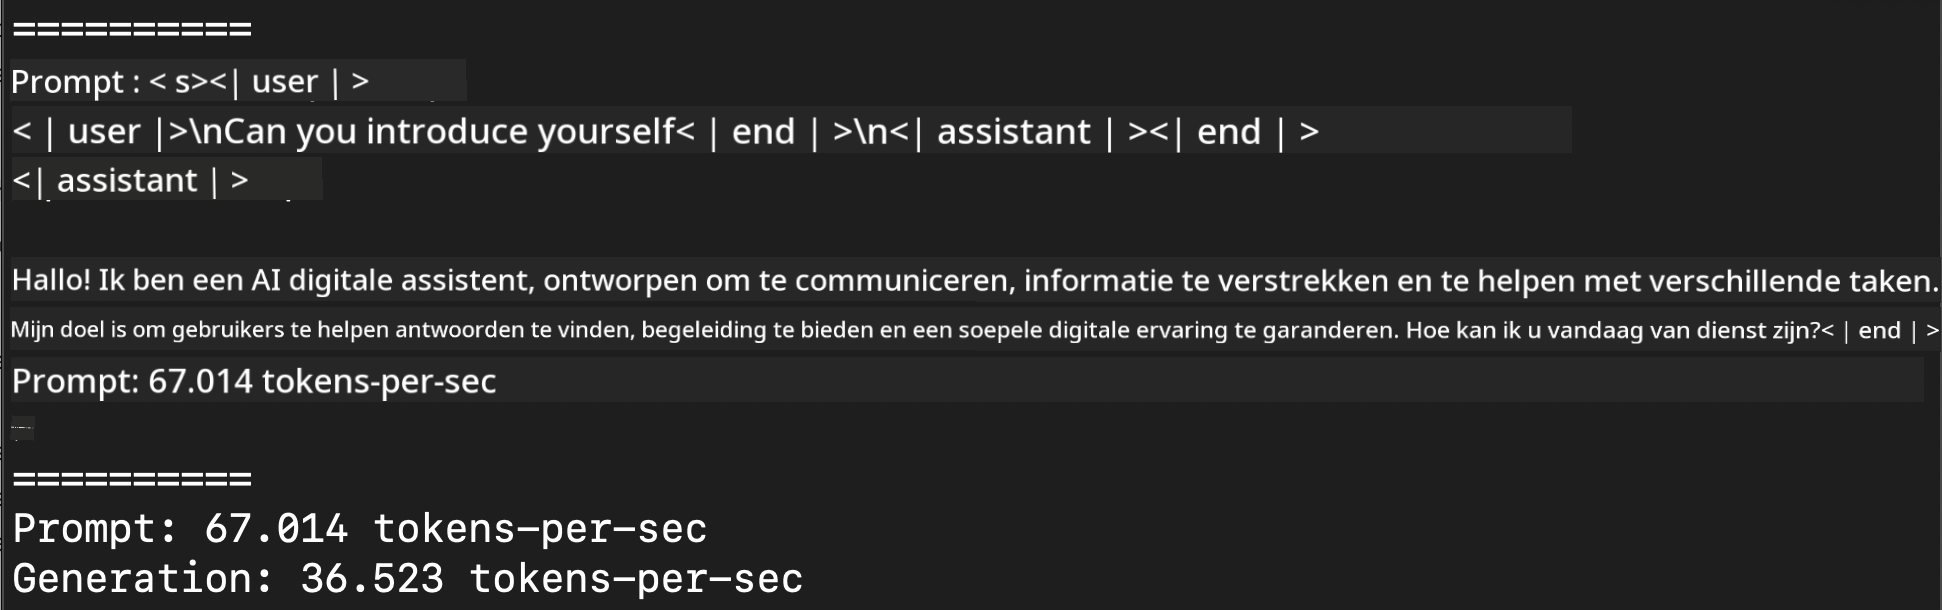 ==========
Prompt : < s><| user | >
< | user |>\nCan you introduce yourself< | end | >\n<| assistant | ><| end | >
<| assistant | >
Hallo! Ik ben een AI digitale assistent, ontworpen om te communiceren, informatie te verstrekken en te helpen met verschillende taken.
Mijn doel is om gebruikers te helpen antwoorden te vinden, begeleiding te bieden en een soepele digitale ervaring te garanderen. Hoe kan ik u vandaag van dienst zijn?< | end | >
Prompt: 67.014 tokens-per-sec
==========
Prompt: 67.014 tokens-per-sec
Generation: 36.523 tokens-per-sec